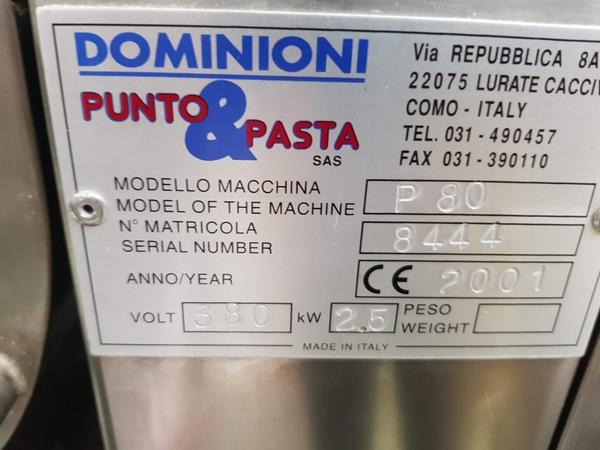 DOMINIONI
PUNTO & PASTA
SAS
Via REPUBBLICA 8A
22075 LURATE CACCIV
COMO - ITALY
TEL. 031 - 490457
FAX 031 - 390110
MODELLO MACCHINA
MODEL OF THE MACHINE P 80
N° MATRICOLA
SERIAL NUMBER 8444
ANNO/YEAR CE 2001
VOLT 380 kW 2.5 PESO
WEIGHT
MADE IN ITALY